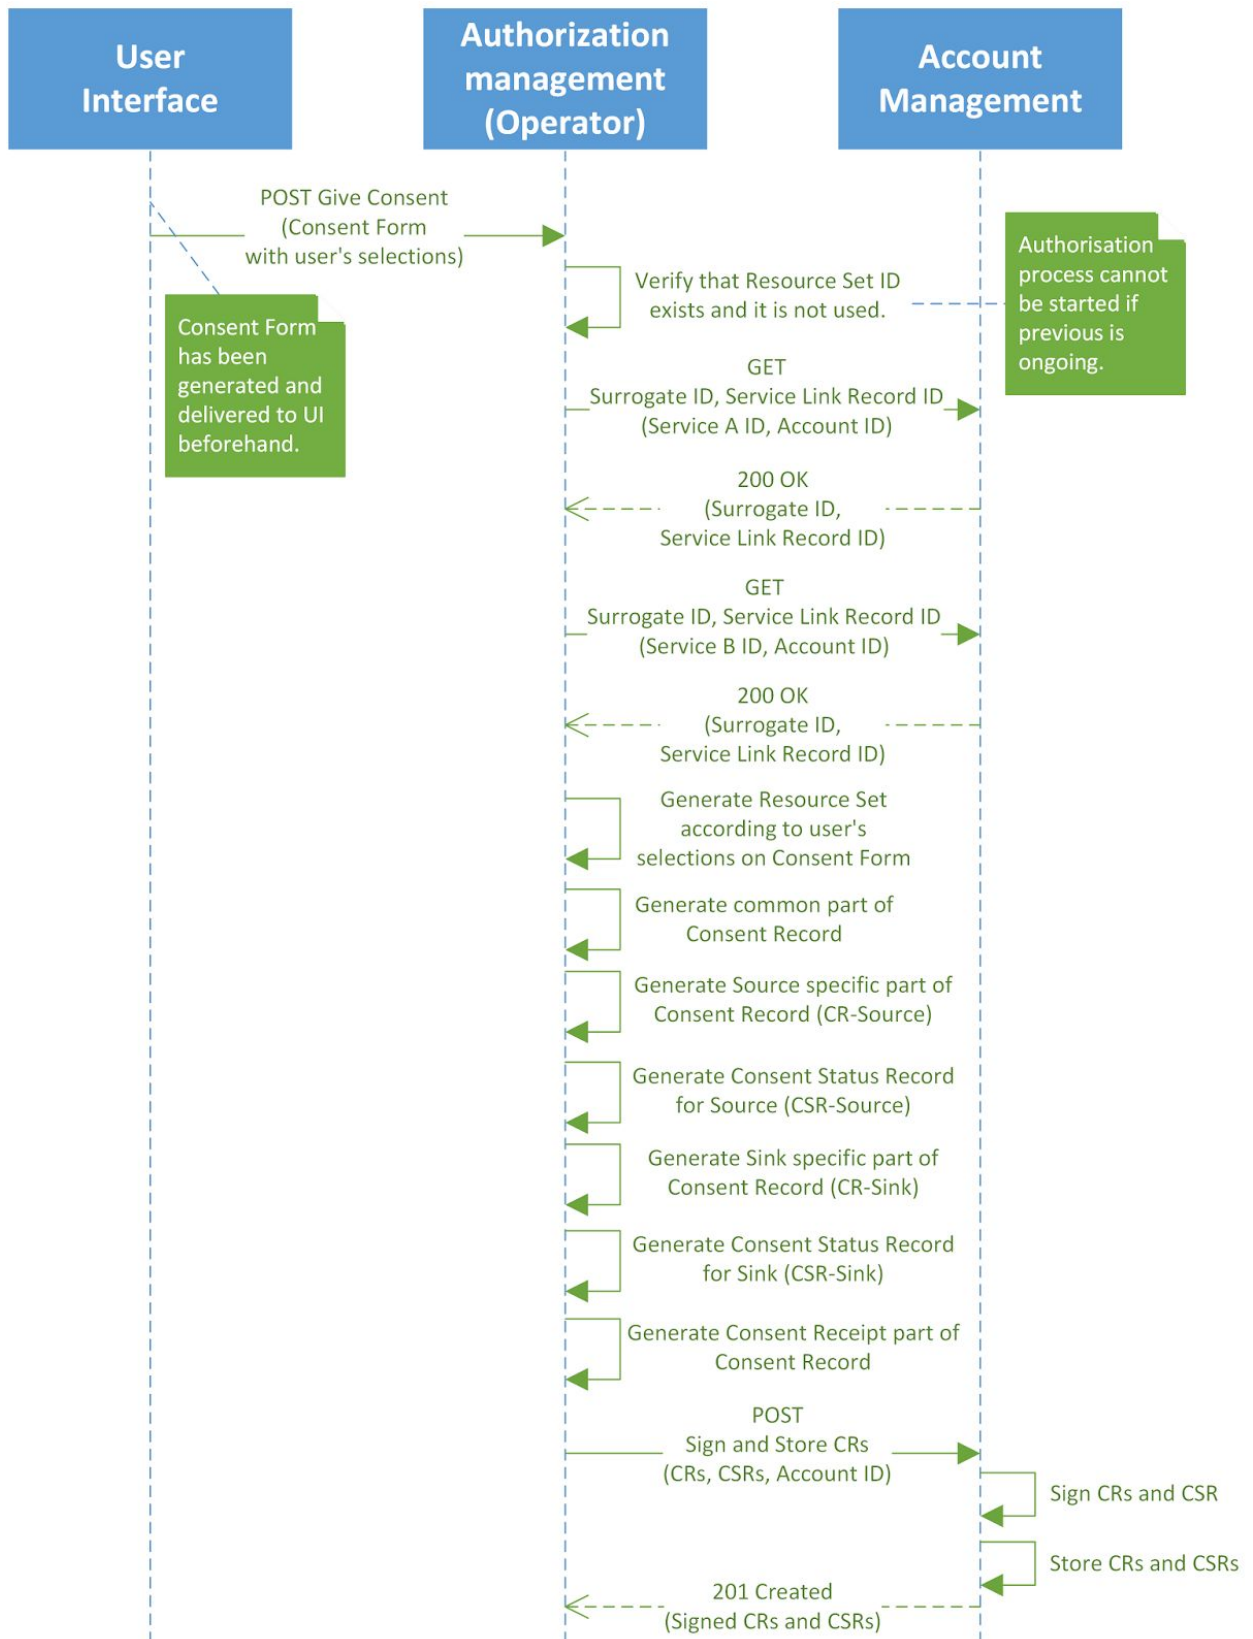 User
Interface
Authorization
management
(Operator)
Account
Management
POST Give Consent
(Consent Form
with user's selections)
Authorisation
process cannot
be started if
previous is
ongoing.
Verify that Resource Set ID
exists and it is not used.
Consent Form
has been
generated and
delivered to UI
beforehand.
GET
Surrogate ID, Service Link Record ID
(Service A ID, Account ID)
200 OK
(Surrogate ID,
Service Link Record ID)
GET
Surrogate ID, Service Link Record ID
(Service B ID, Account ID)
200 OK
(Surrogate ID,
Service Link Record ID)
Generate Resource Set
according to user's
selections on Consent Form
Generate common part of
Consent Record
Generate Source specific part of
Consent Record (CR-Source)
Generate Consent Status Record
for Source (CSR-Source)
Generate Sink specific part of
Consent Record (CR-Sink)
Generate Consent Status Record
for Sink (CSR-Sink)
Generate Consent Receipt part of
Consent Record
POST
Sign and Store CRs
(CRs, CSRs, Account ID)
Sign CRs and CSR
Store CRs and CSRs
201 Created
(Signed CRs and CSRs)